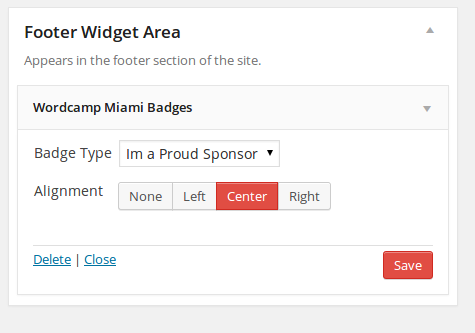 Footer Widget Area
Appears in the footer section of the site.
Wordcamp Miami Badges
Badge Type Im a Proud Sponsor
Alignment None Left Center Right
Delete | Close Save